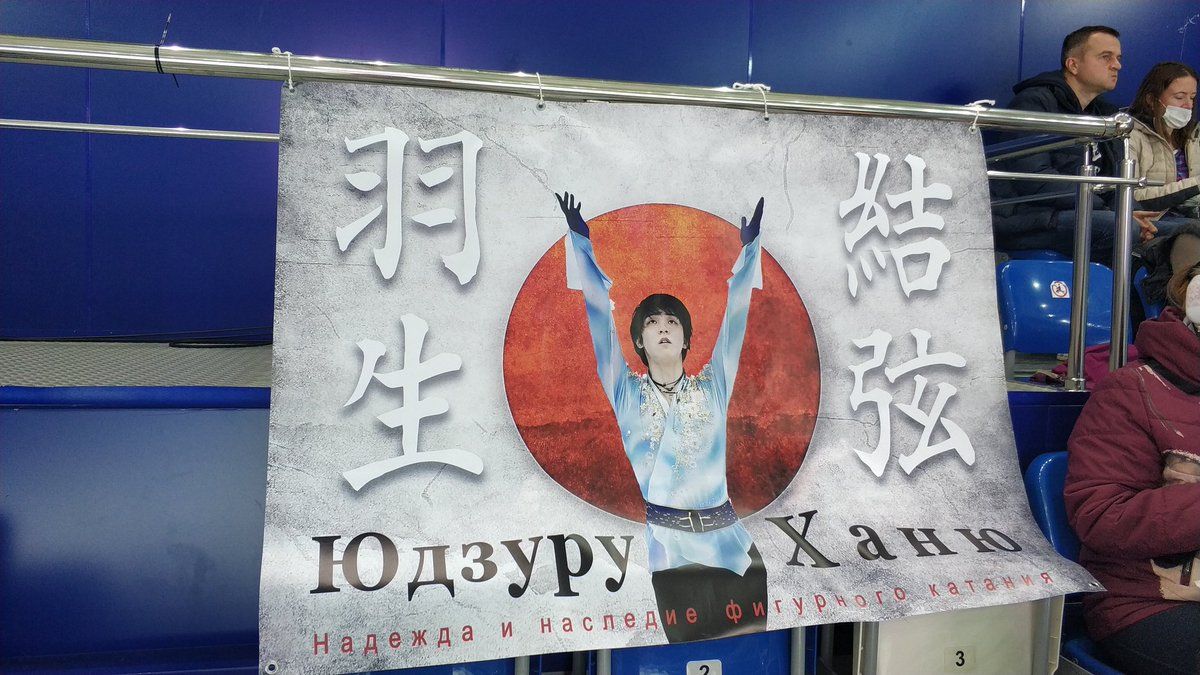 羽生
結弦
Юдзуру Ханю
Надежда и наследие фигурного катания
2
3